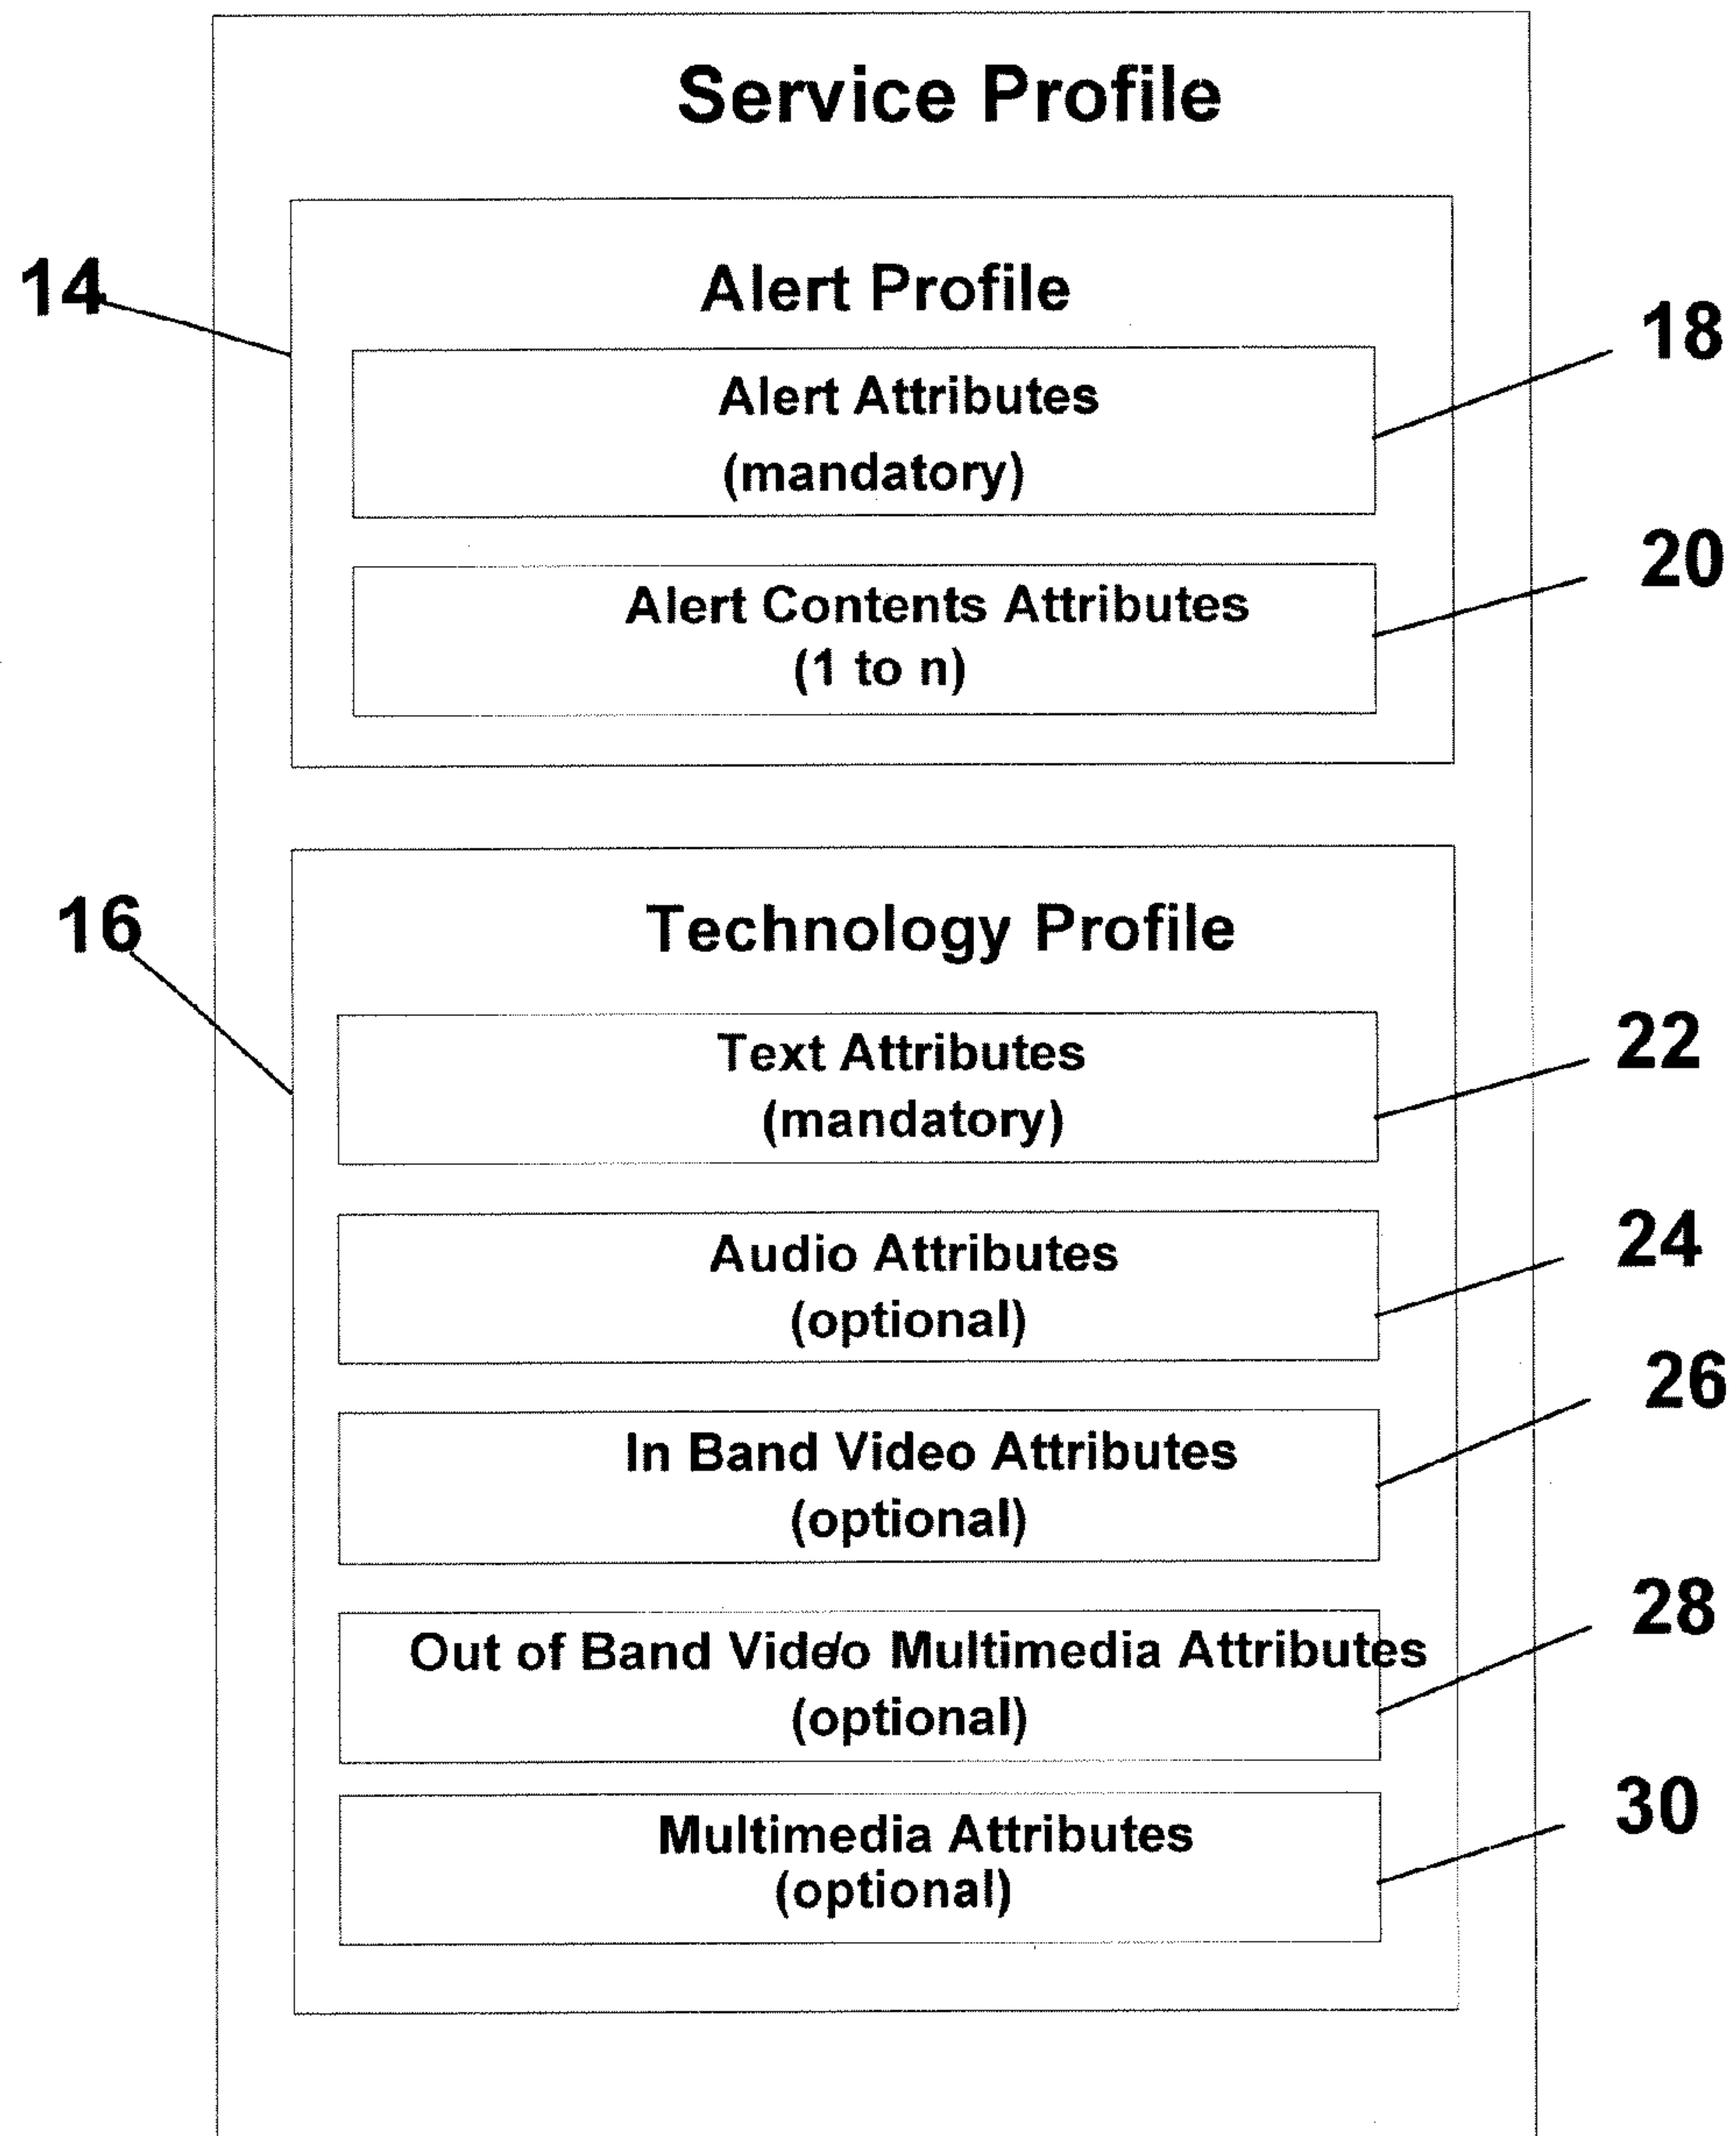 Service Profile
14
Alert Profile
18
Alert Attributes
(mandatory)
20
Alert Contents Attributes
(1 to n)
16
Technology Profile
22
Text Attributes
(mandatory)
24
Audio Attributes
(optional)
26
In Band Video Attributes
(optional)
28
Out of Band Video/ Multimedia Attributes
(optional)
30
Multimedia Attributes
(optional)